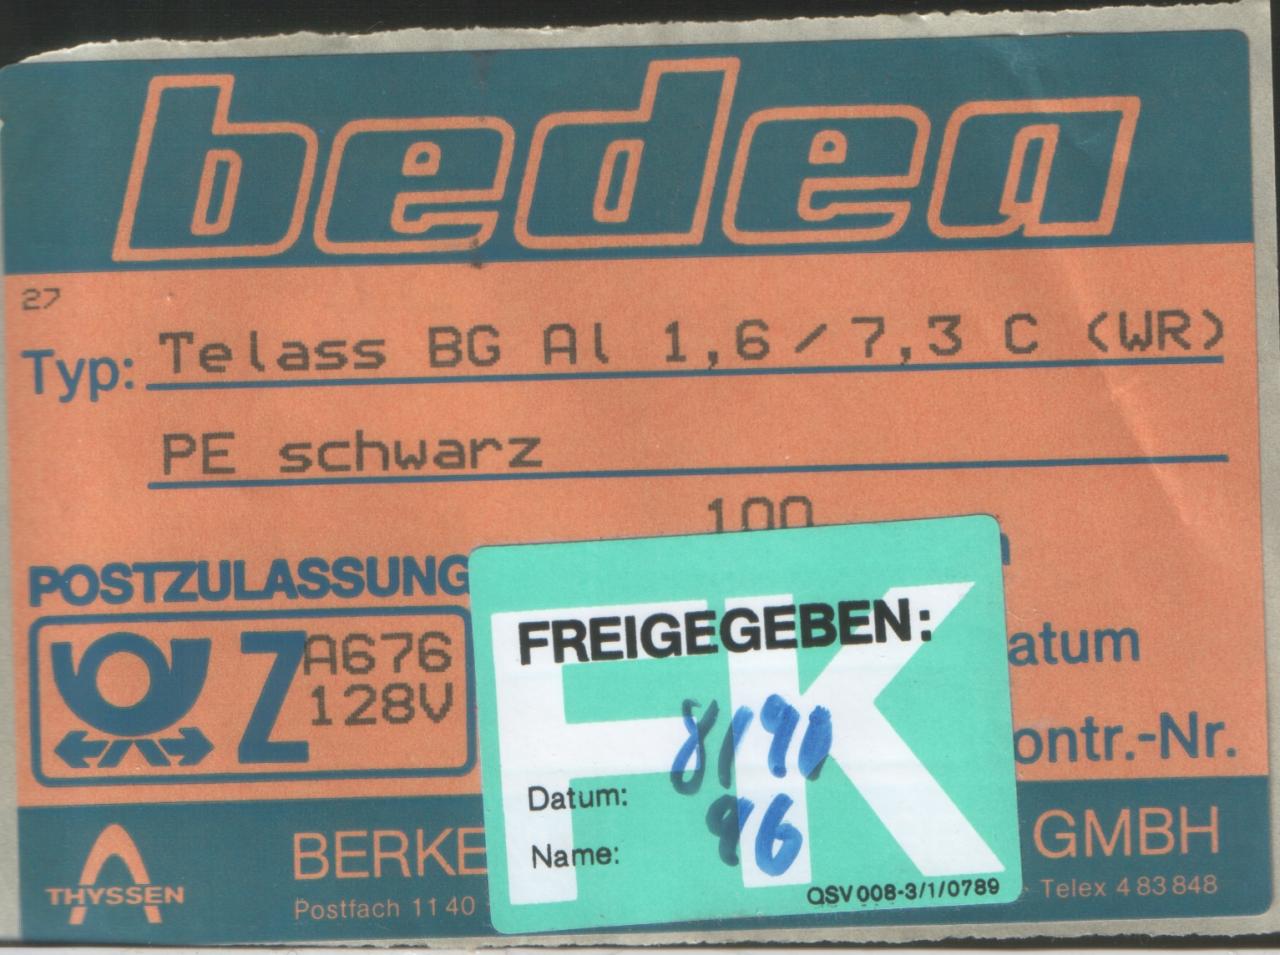 bedea
27
Typ: Telass BG Al 1,6/7,3 C (WR)
PE schwarz
100
POSTZULASSUNG
Z A676
128V
FREIGEGEBEN:
FK
8/90
Datum:
96
Name:
QSV 008-3/1/0789
atum
ontr.-Nr.
THYSSEN
BERKE
GMBH
Postfach 11 40
Telex 4 83 848